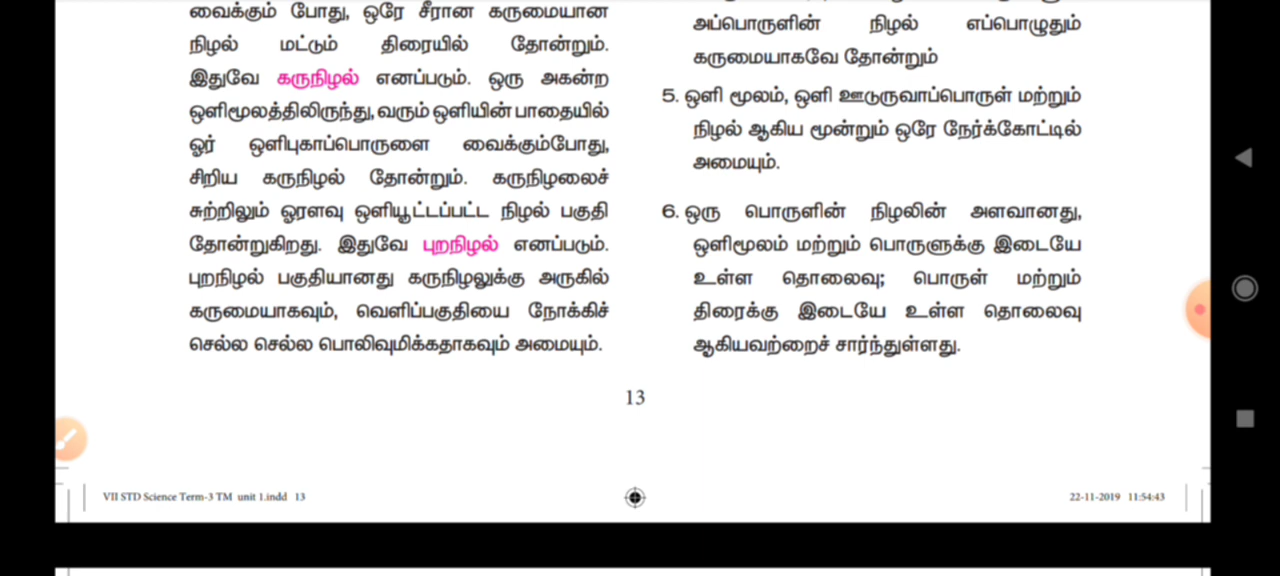 வைக்கும் போது, ஒரே சீரான கருமையான
நிழல் மட்டும் திரையில் தோன்றும்.
இதுவே கருநிழல் எனப்படும். ஒரு அகன்ற
ஒளிமூலத்திலிருந்து, வரும் ஒளியின் பாதையில்
ஓர் ஒளிபுகாப்பொருளை வைக்கும்போது,
சிறிய கருநிழல் தோன்றும். கருநிழலைச்
சுற்றிலும் ஓரளவு ஒளியூட்டப்பட்ட நிழல் பகுதி
தோன்றுகிறது. இதுவே புறநிழல் எனப்படும்.
புறநிழல் பகுதியானது கருநிழலுக்கு அருகில்
கருமையாகவும், வெளிப்பகுதியை நோக்கிச்
செல்ல செல்ல பொலிவுமிக்கதாகவும் அமையும்.
அப்பொருளின் நிழல் எப்பொழுதும்
கருமையாகவே தோன்றும்
5. ஒளி மூலம், ஒளி ஊடுருவாப்பொருள் மற்றும்
நிழல் ஆகிய மூன்றும் ஒரே நேர்க்கோட்டில்
அமையும்.
6. ஒரு பொருளின் நிழலின் அளவானது,
ஒளிமூலம் மற்றும் பொருளுக்கு இடையே
உள்ள தொலைவு; பொருள் மற்றும்
திரைக்கு இடையே உள்ள தொலைவு
ஆகியவற்றைச் சார்ந்துள்ளது.
13
VII STD Science Term-3 TM unit 1.indd 13
22-11-2019 11:54:43